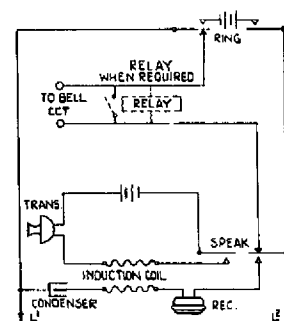 RING
RELAY
WHEN REQUIRED
TO BELL
CCT
RELAY
TRANS.
SPEAK
INDUCTION COIL
CONDENSER
REC.
L1
L2